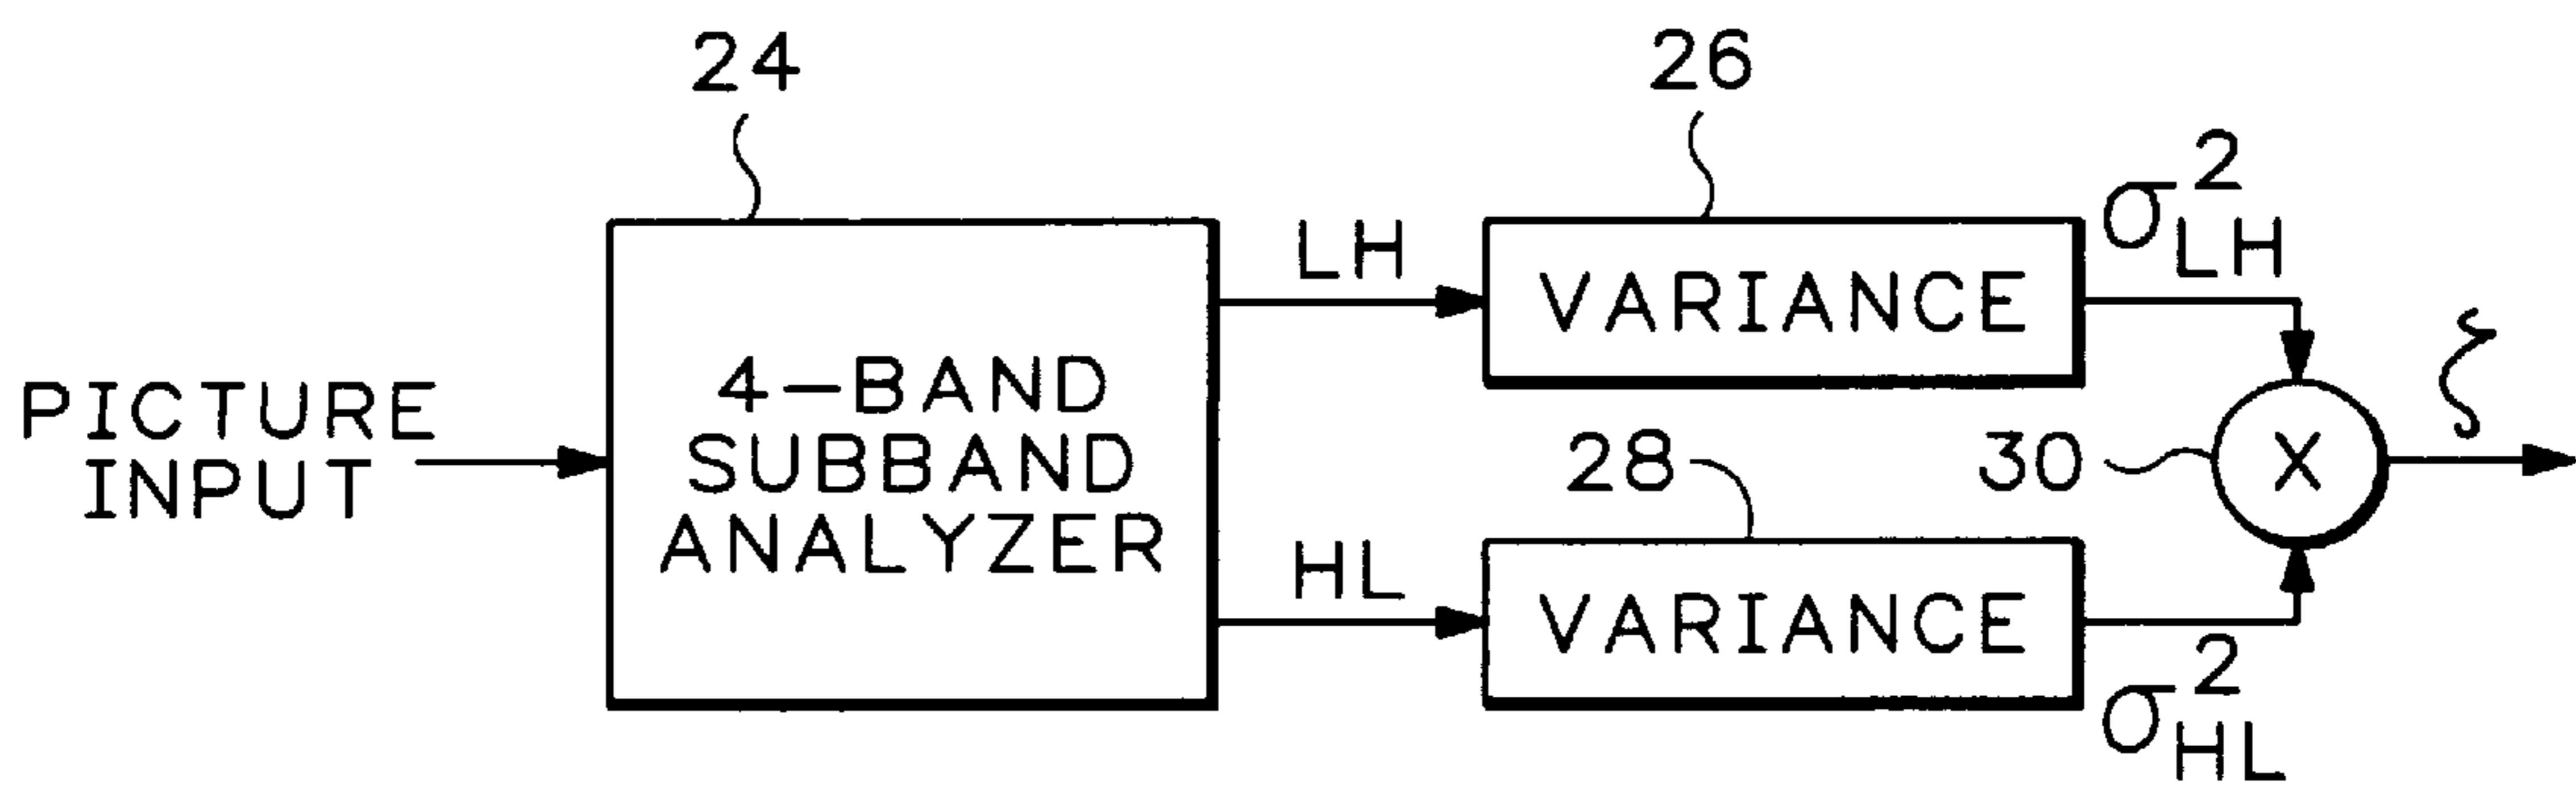 24
26
σ²LH
LH
VARIANCE
ζ
4-BAND
SUBBAND
ANALYZER
PICTURE
INPUT
28
30
X
HL
VARIANCE
σ²HL